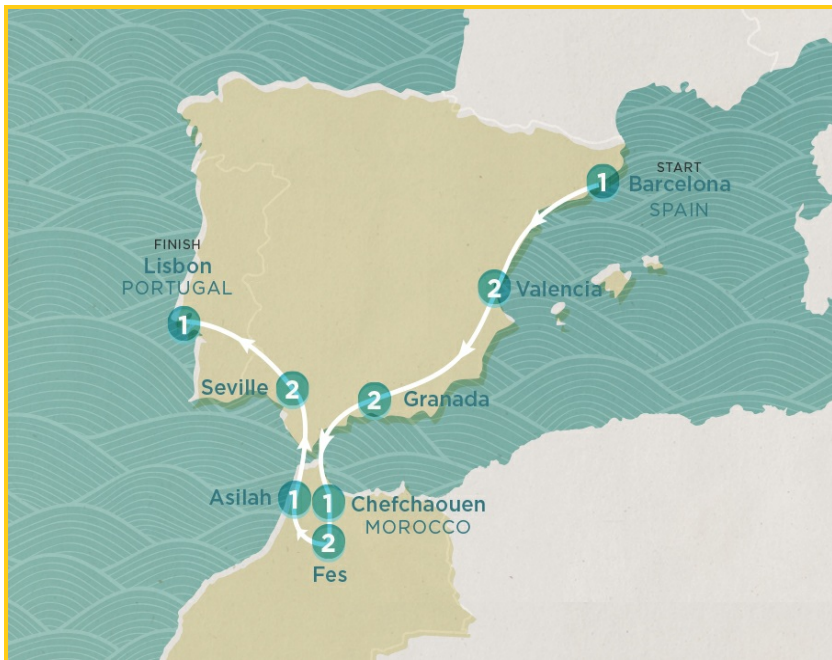 START
1 Barcelona
SPAIN
FINISH
Lisbon
PORTUGAL
2 Valencia
1
Seville 2
2 Granada
Asilah 1
1 Chefchaouen
MOROCCO
2
Fes